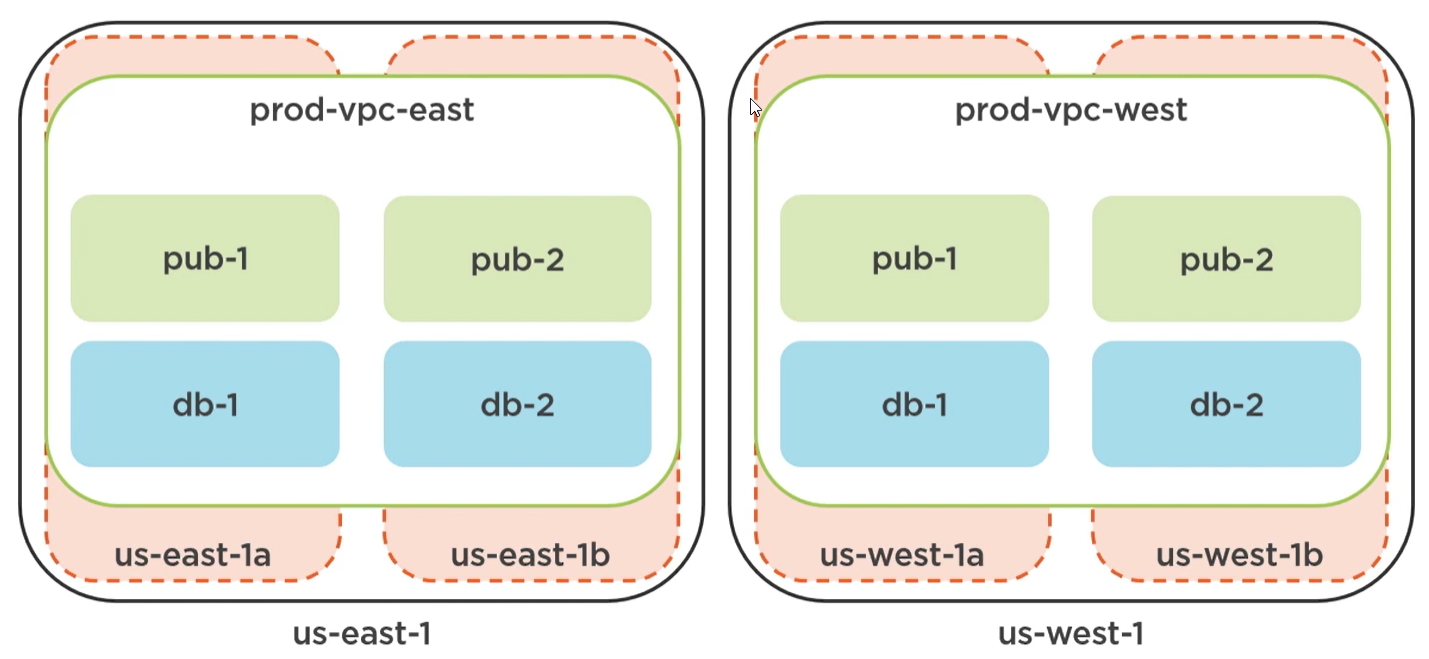 prod-vpc-east
pub-1
pub-2
db-1
db-2
us-east-1a
us-east-1b
us-east-1
prod-vpc-west
pub-1
pub-2
db-1
db-2
us-west-1a
us-west-1b
us-west-1